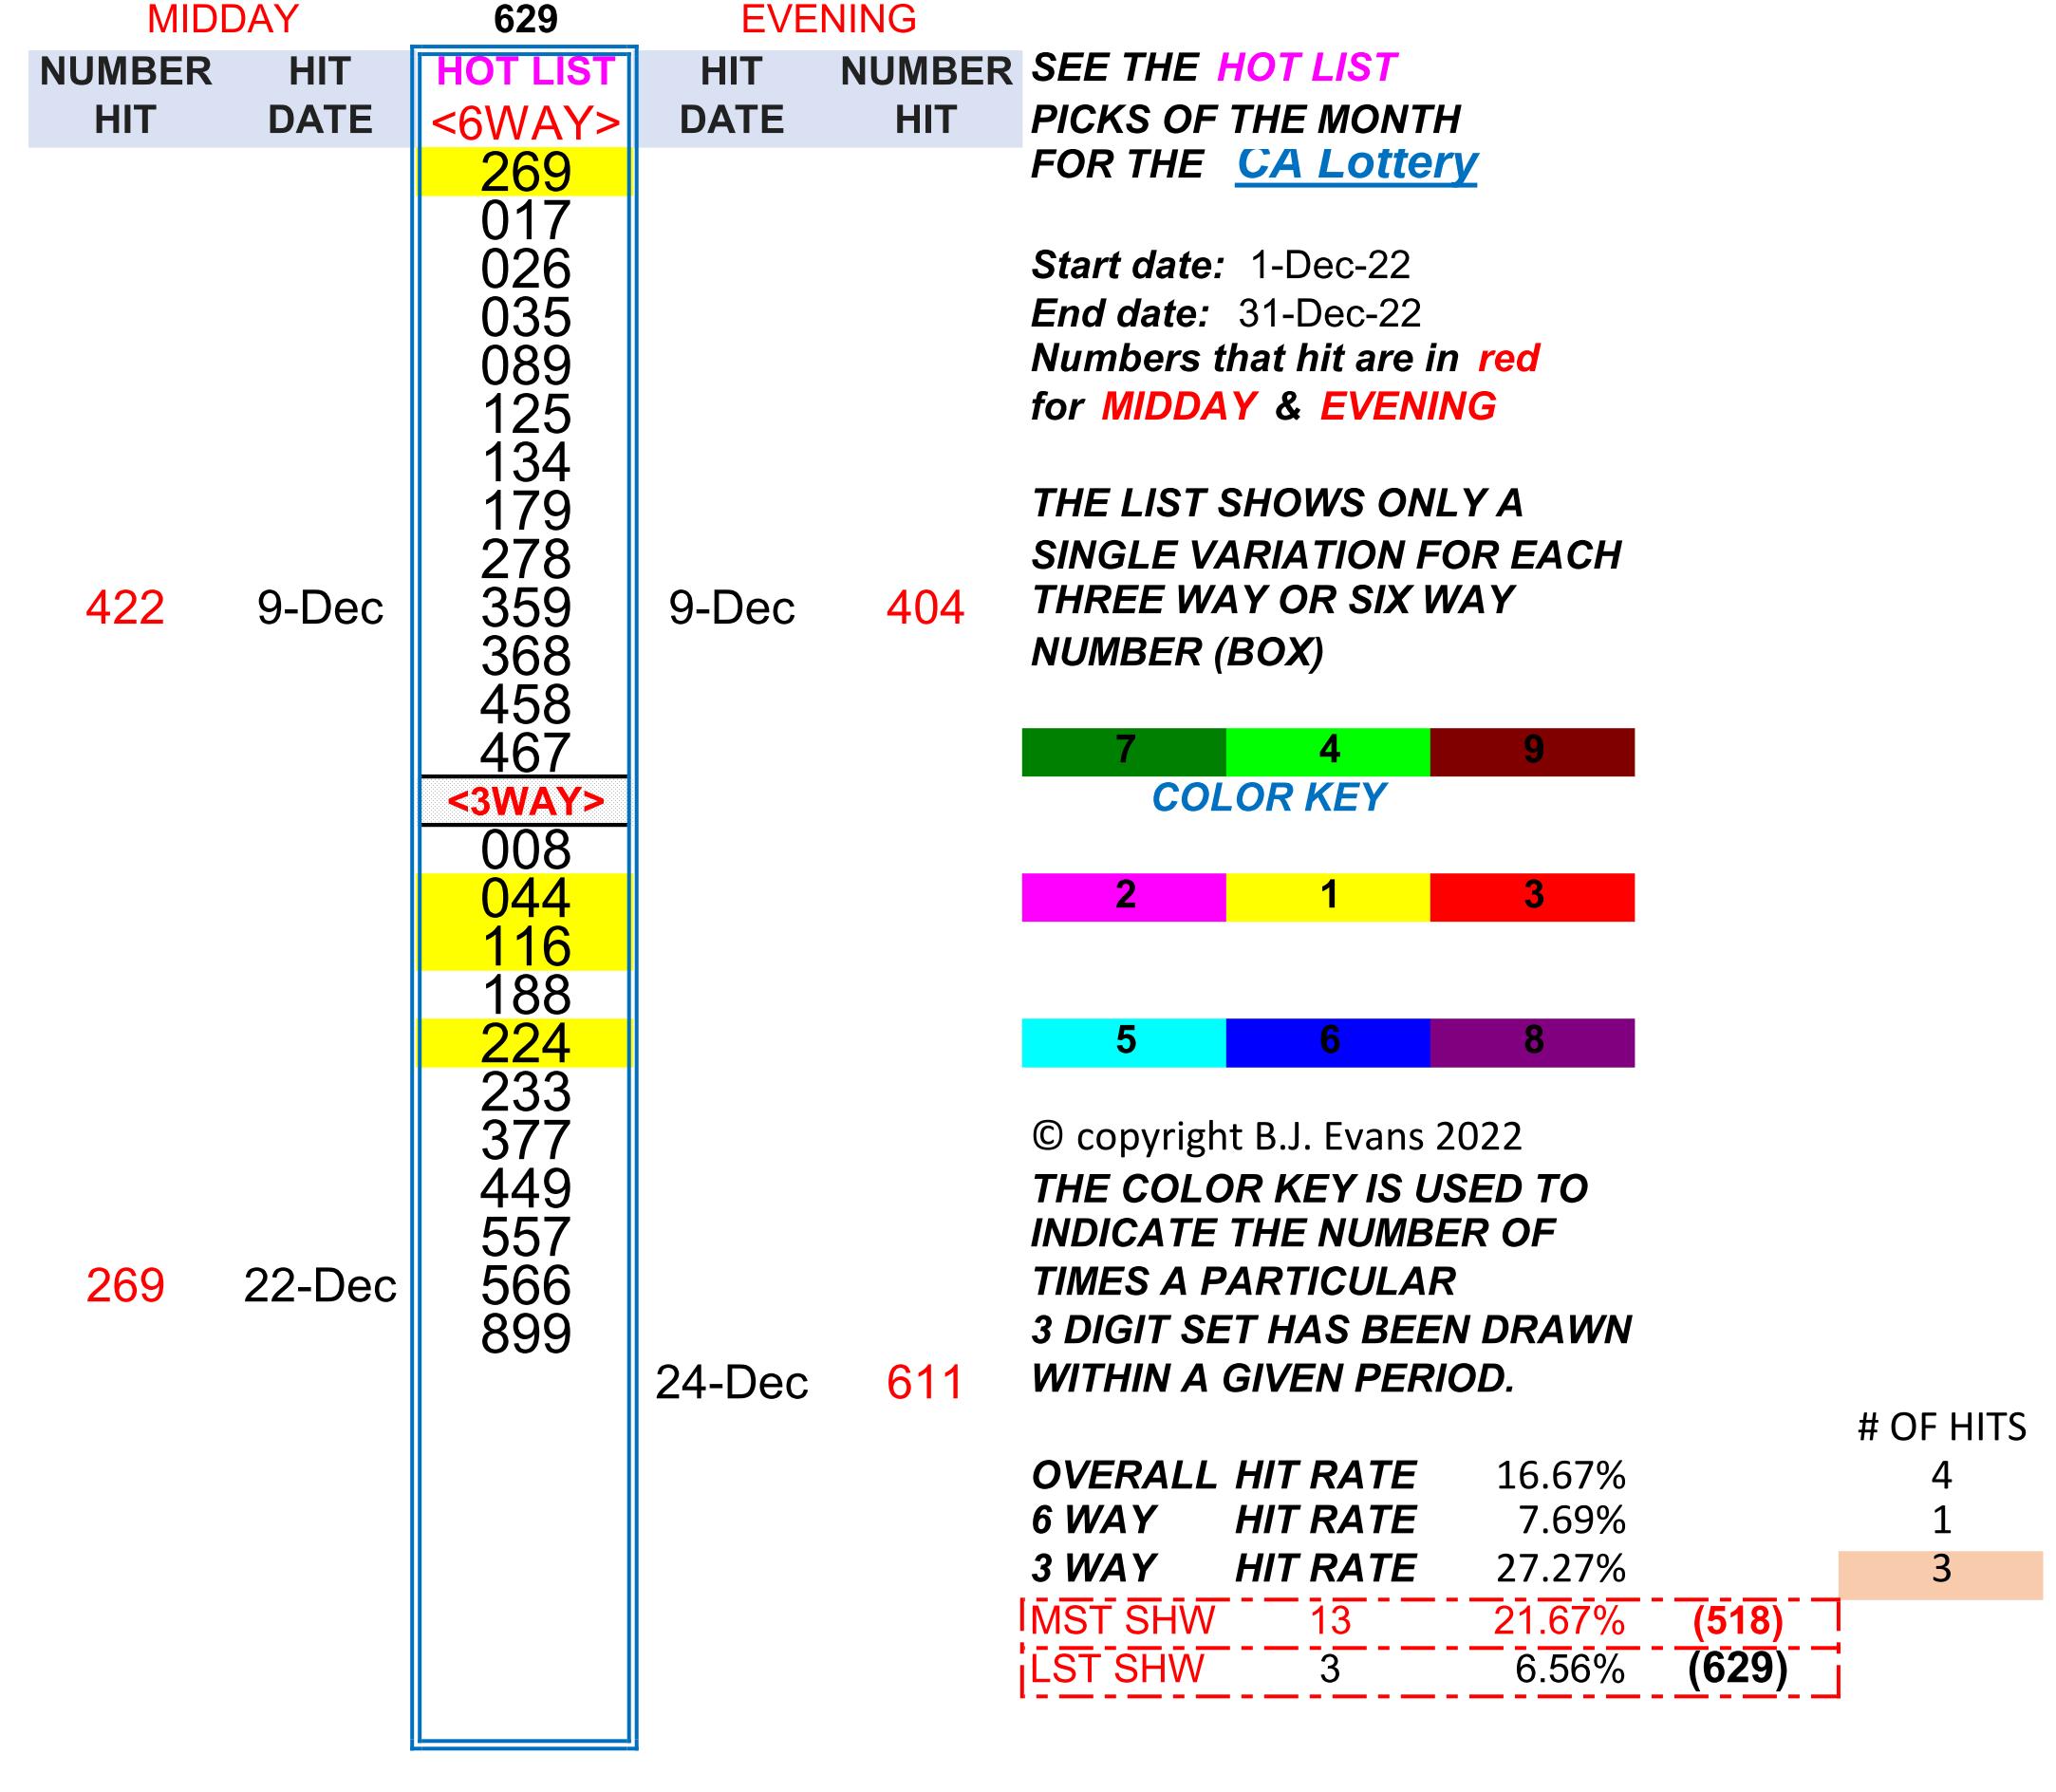 MIDDAY 629 EVENING
NUMBER HIT HOT LIST HIT NUMBER SEE THE HOT LIST
HIT DATE <6WAY> DATE HIT PICKS OF THE MONTH
269 FOR THE CA Lottery
017
026 Start date: 1-Dec-22
035 End date: 31-Dec-22
089 Numbers that hit are in red
125 for MIDDAY & EVENING
134
179 THE LIST SHOWS ONLY A
278 SINGLE VARIATION FOR EACH
422 9-Dec 359 9-Dec 404 THREE WAY OR SIX WAY
368 NUMBER (BOX)
458
467 7 4 9
<3WAY> COLOR KEY
008
044 2 1 3
116
188
224 5 6 8
233
377 © copyright B.J. Evans 2022
449 THE COLOR KEY IS USED TO
557 INDICATE THE NUMBER OF
269 22-Dec 566 TIMES A PARTICULAR
899 3 DIGIT SET HAS BEEN DRAWN
24-Dec 611 WITHIN A GIVEN PERIOD.
# OF HITS
OVERALL HIT RATE 16.67% 4
6 WAY HIT RATE 7.69% 1
3 WAY HIT RATE 27.27% 3
MST SHW 13 21.67% (518)
LST SHW 3 6.56% (629)